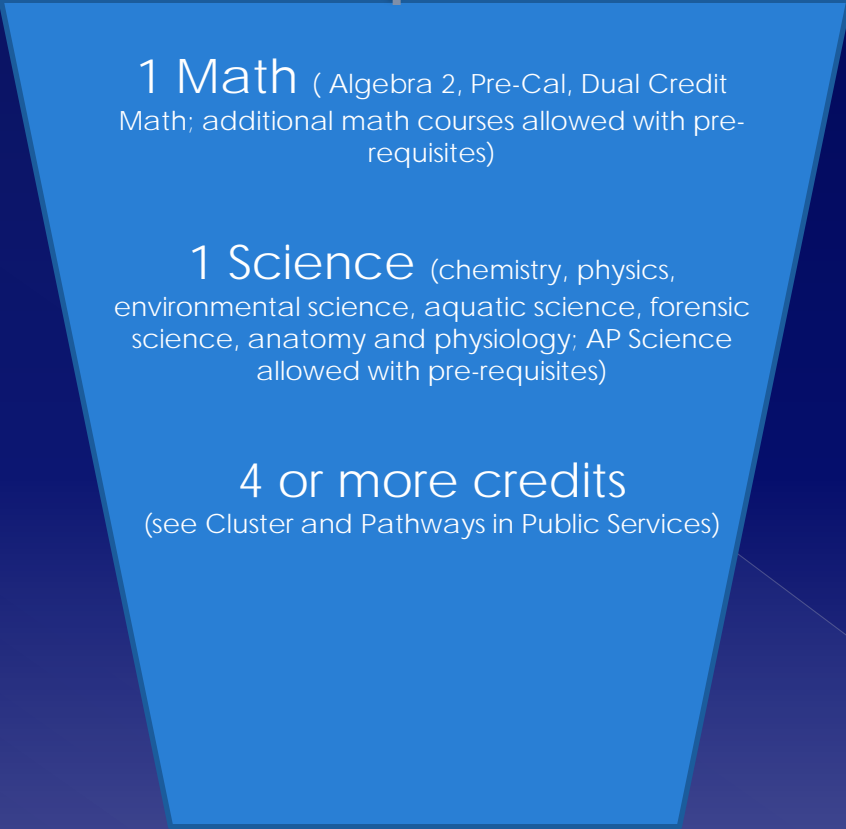 1 Math ( Algebra 2, Pre-Cal, Dual Credit
Math; additional math courses allowed with pre-
requisites)
1 Science (chemistry, physics,
environmental science, aquatic science, forensic
science, anatomy and physiology; AP Science
allowed with pre-requisites)
4 or more credits
(see Cluster and Pathways in Public Services)